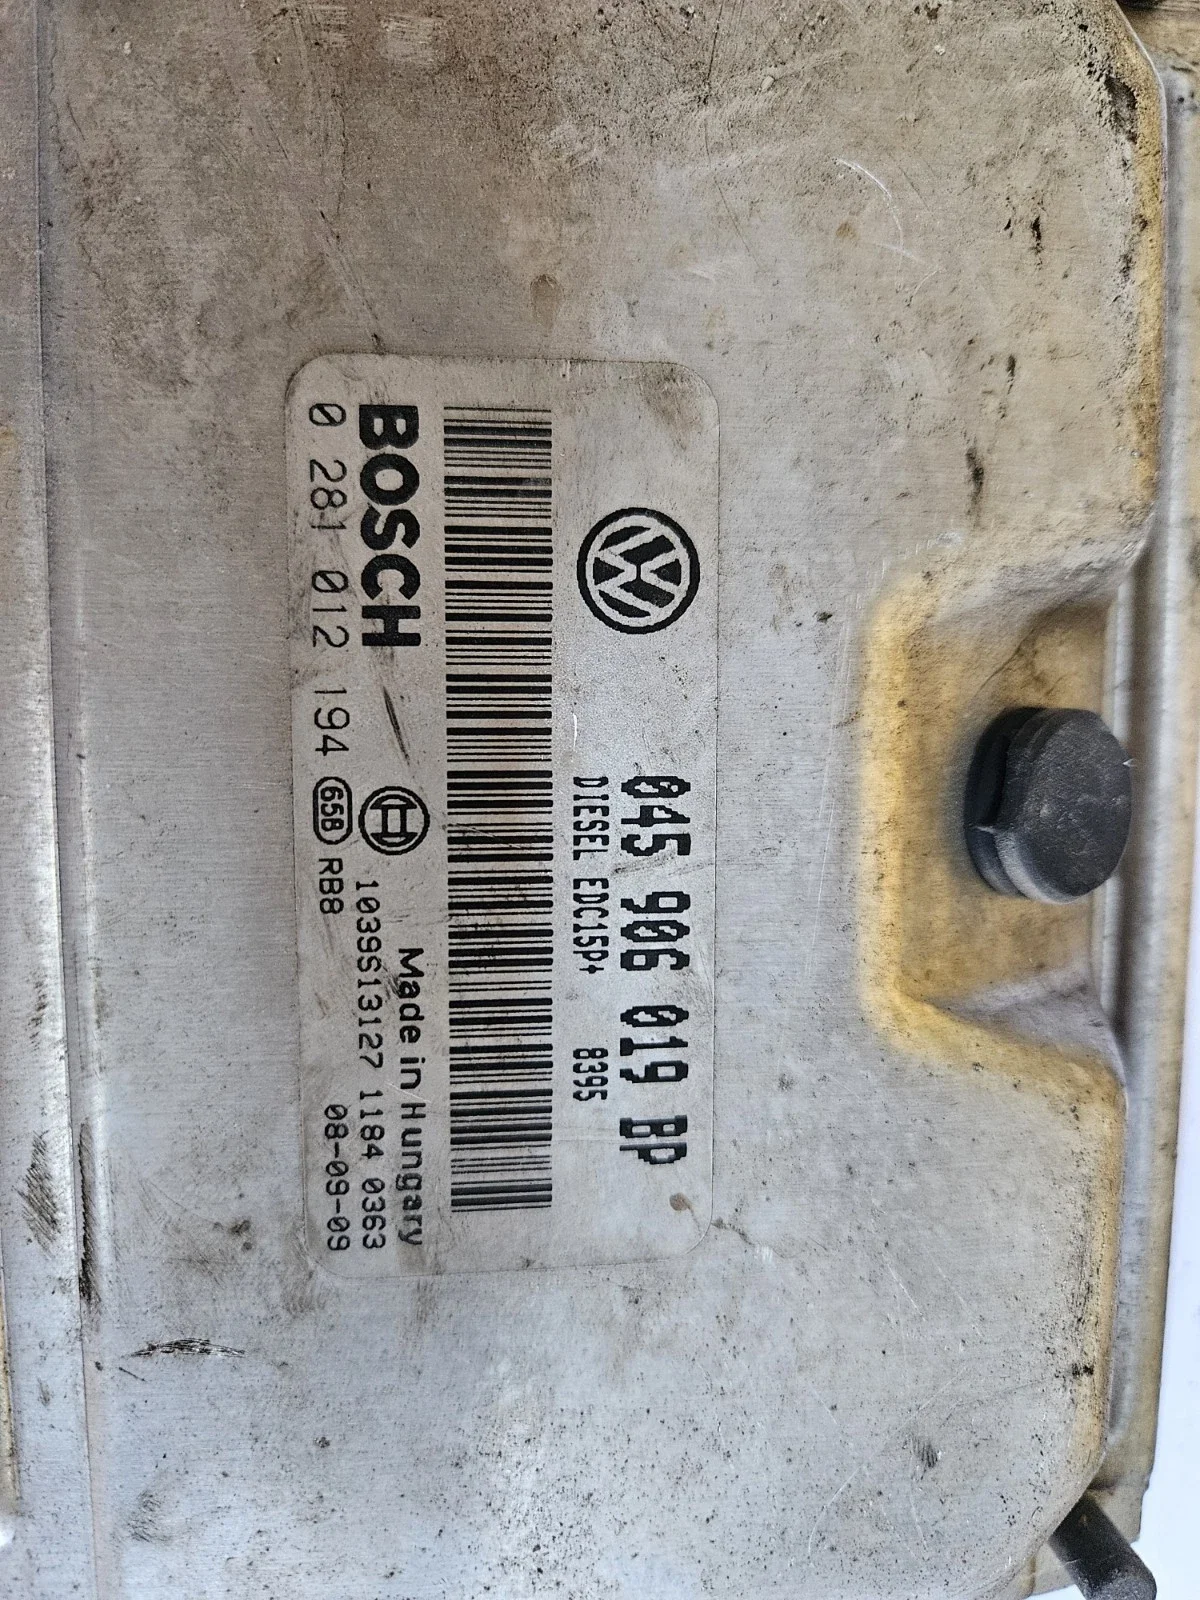 045 906 019 BP
DIESEL EDC15P+ 8395
BOSCH
Made in Hungary
1039S13127 1184 0363
0 281 012 194 658 RB8 08-09-09